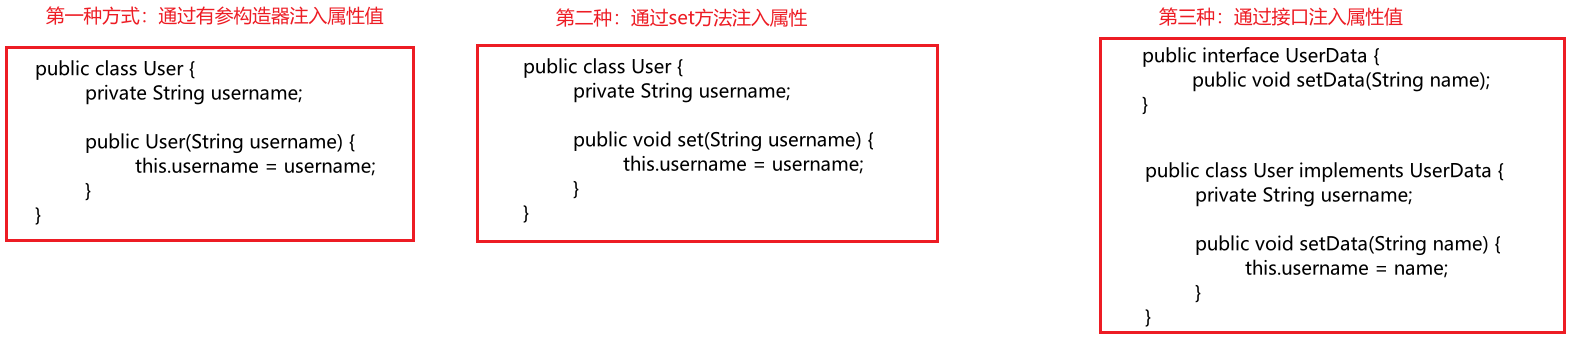 第一种方式：通过有参构造器注入属性值
public class User {
private String username;
public User(String username) {
this.username = username;
}
}
第二种：通过set方法注入属性
public class User {
private String username;
public void set(String username) {
this.username = username;
}
}
第三种：通过接口注入属性值
public interface UserData {
public void setData(String name);
}
public class User implements UserData {
private String username;
public void setData(String name) {
this.username = name;
}
}